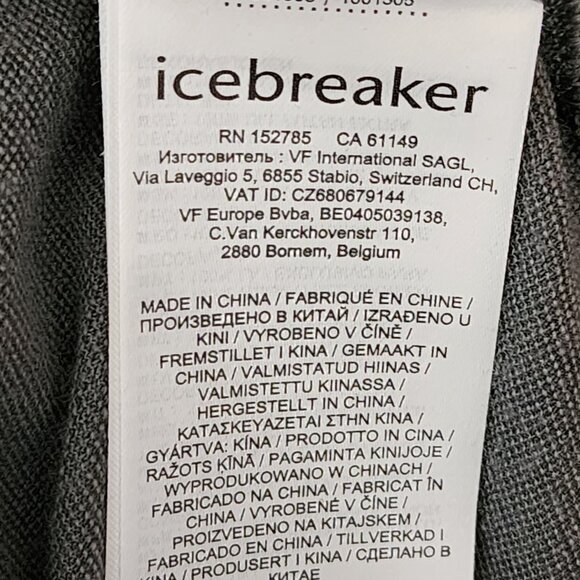 icebreaker
RN 152785 CA 61149
Изготовитель : VF International SAGL,
Via Laveggio 5, 6855 Stabio, Switzerland CH,
VAT ID: CZ680679144
VF Europe Bvba, BE0405039138,
C.Van Kerckhovenstr 110,
2880 Bornem, Belgium
MADE IN CHINA / FABRIQUÉ EN CHINE /
ПРОИЗВЕДЕНО В КИТАЙ / IZRAĐENO U
KINI / VYROBENO V ČÍNĚ /
FREMSTILLET I KINA / GEMAAKT IN
CHINA / VALMISTATUD HIINAS /
VALMISTETTU KIINASSA /
HERGESTELLT IN CHINA /
ΚΑΤΑΣΚΕΥΑΖΕΤΑΙ ΣΤΗΝ ΚΙΝΑ /
GYÁRTVA: KÍNA / PRODOTTO IN CINA /
RAŽOTS ĶĪNĀ / PAGAMINTA KINIJOJE /
WYPRODUKOWANO W CHINACH /
FABRICADO NA CHINA / FABRICAT ÎN
CHINA / VYROBENÉ V ČÍNE /
PROIZVEDENO NA KITAJSKEM /
FABRICADO EN CHINA / TILLVERKAD I
KINA / PRODUSERT I KINA / СДЕЛАНО В
КИТАЕ